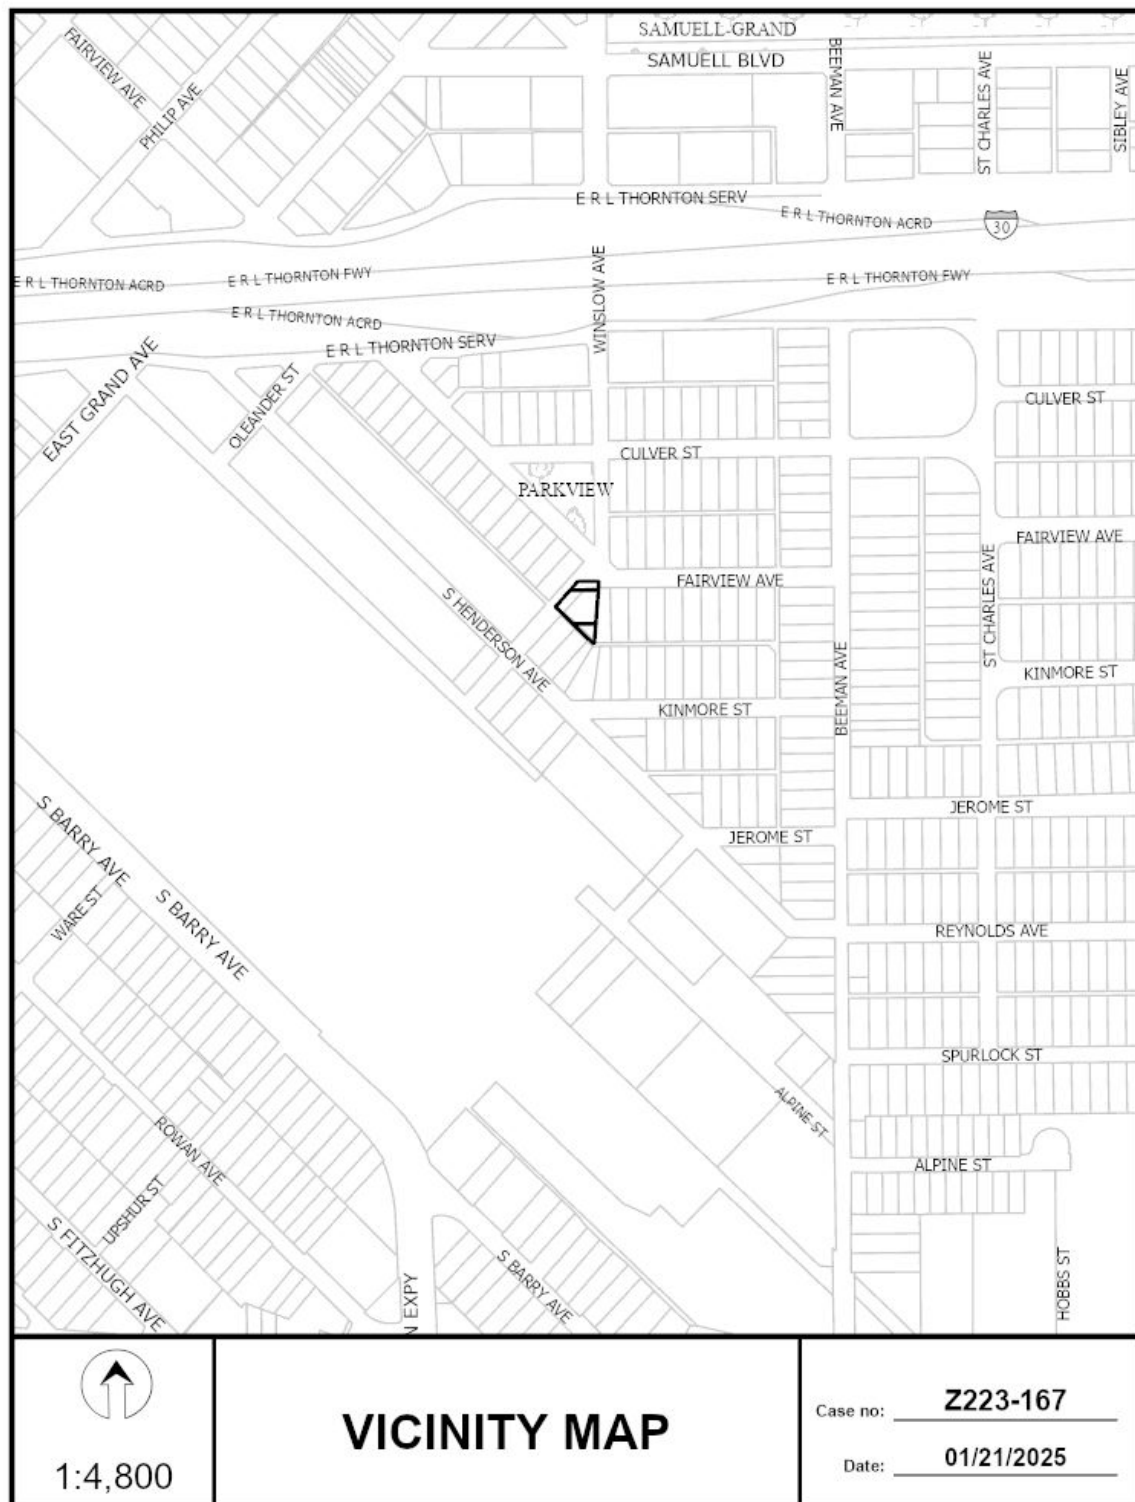 SAMUELL-GRAND
SAMUELL BLVD
FAIRVIEW AVE
PHILIP AVE
BEEMAN AVE
ST CHARLES AVE
SIBLEY AVE
E R L THORNTON SERV
E R L THORNTON ACRD
30
E R L THORNTON ACRD
E R L THORNTON FWY
WINSLOW AVE
E R L THORNTON FWY
E R L THORNTON ACRD
E R L THORNTON SERV
EAST GRAND AVE
OLEANDER ST
CULVER ST
CULVER ST
PARKVIEW
FAIRVIEW AVE
FAIRVIEW AVE
S HENDERSON AVE
ST CHARLES AVE
BEEMAN AVE
KINMORE ST
KINMORE ST
JEROME ST
JEROME ST
S BARRY AVE
WARE ST
S BARRY AVE
REYNOLDS AVE
SPURLOCK ST
ALPINE ST
ROWAN AVE
ALPINE ST
UPSHUR ST
S FITZHUGH AVE
S BARRY AVE
N EXPY
HOBBS ST
1:4,800
VICINITY MAP
Case no: Z223-167
Date: 01/21/2025